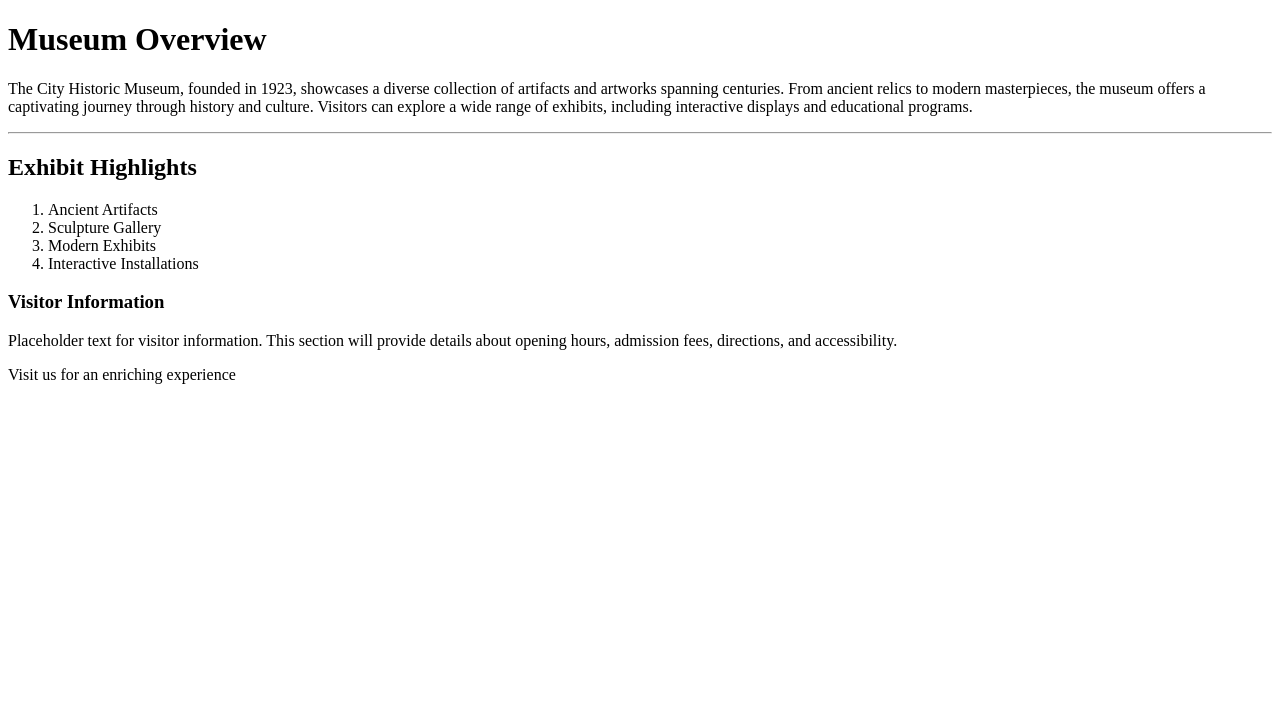 Museum Overview
The City Historic Museum, founded in 1923, showcases a diverse collection of artifacts and artworks spanning centuries. From ancient relics to modern masterpieces, the museum offers a
captivating journey through history and culture. Visitors can explore a wide range of exhibits, including interactive displays and educational programs.
Exhibit Highlights
1. Ancient Artifacts
2. Sculpture Gallery
3. Modern Exhibits
4. Interactive Installations
Visitor Information
Placeholder text for visitor information. This section will provide details about opening hours, admission fees, directions, and accessibility.
Visit us for an enriching experience